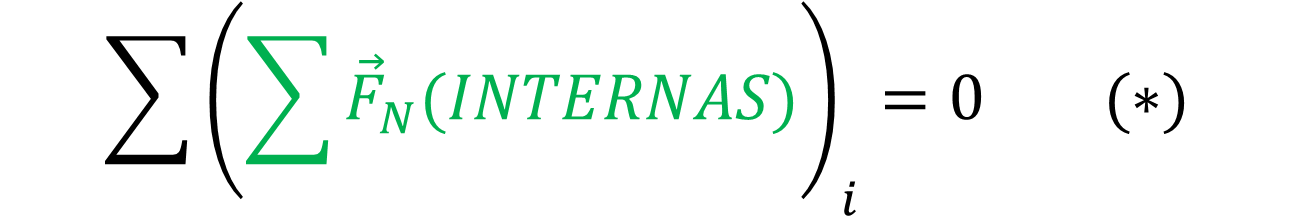 ∑(∑ F⃗_N(INTERNAS))_i = 0 (∗)